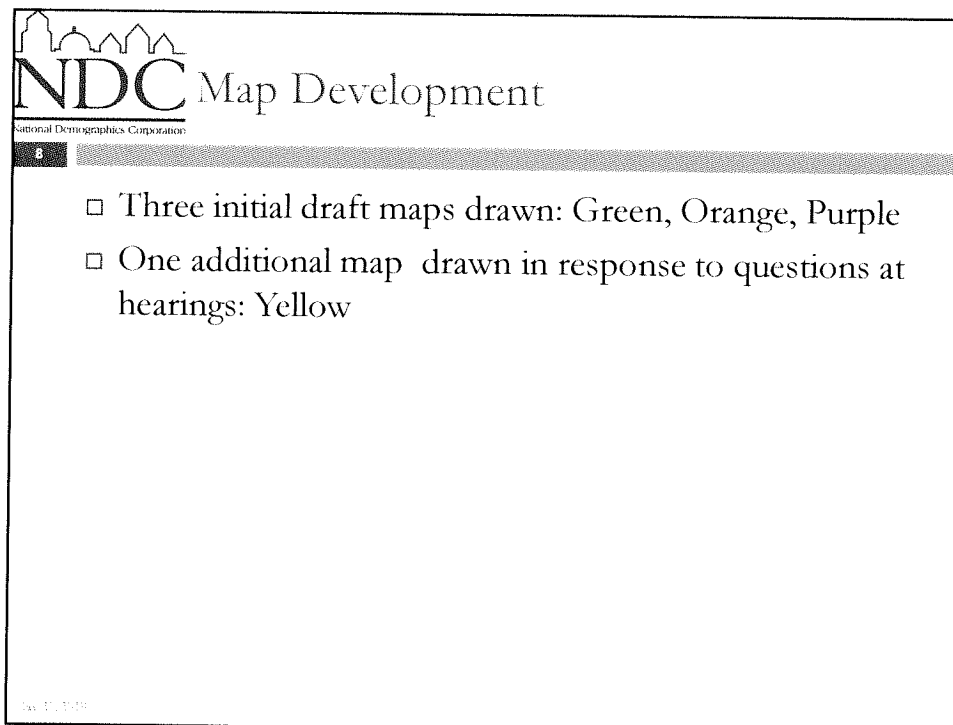 NDC Map Development
National Demographics Corporation
8
Three initial draft maps drawn: Green, Orange, Purple
One additional map drawn in response to questions at
hearings: Yellow